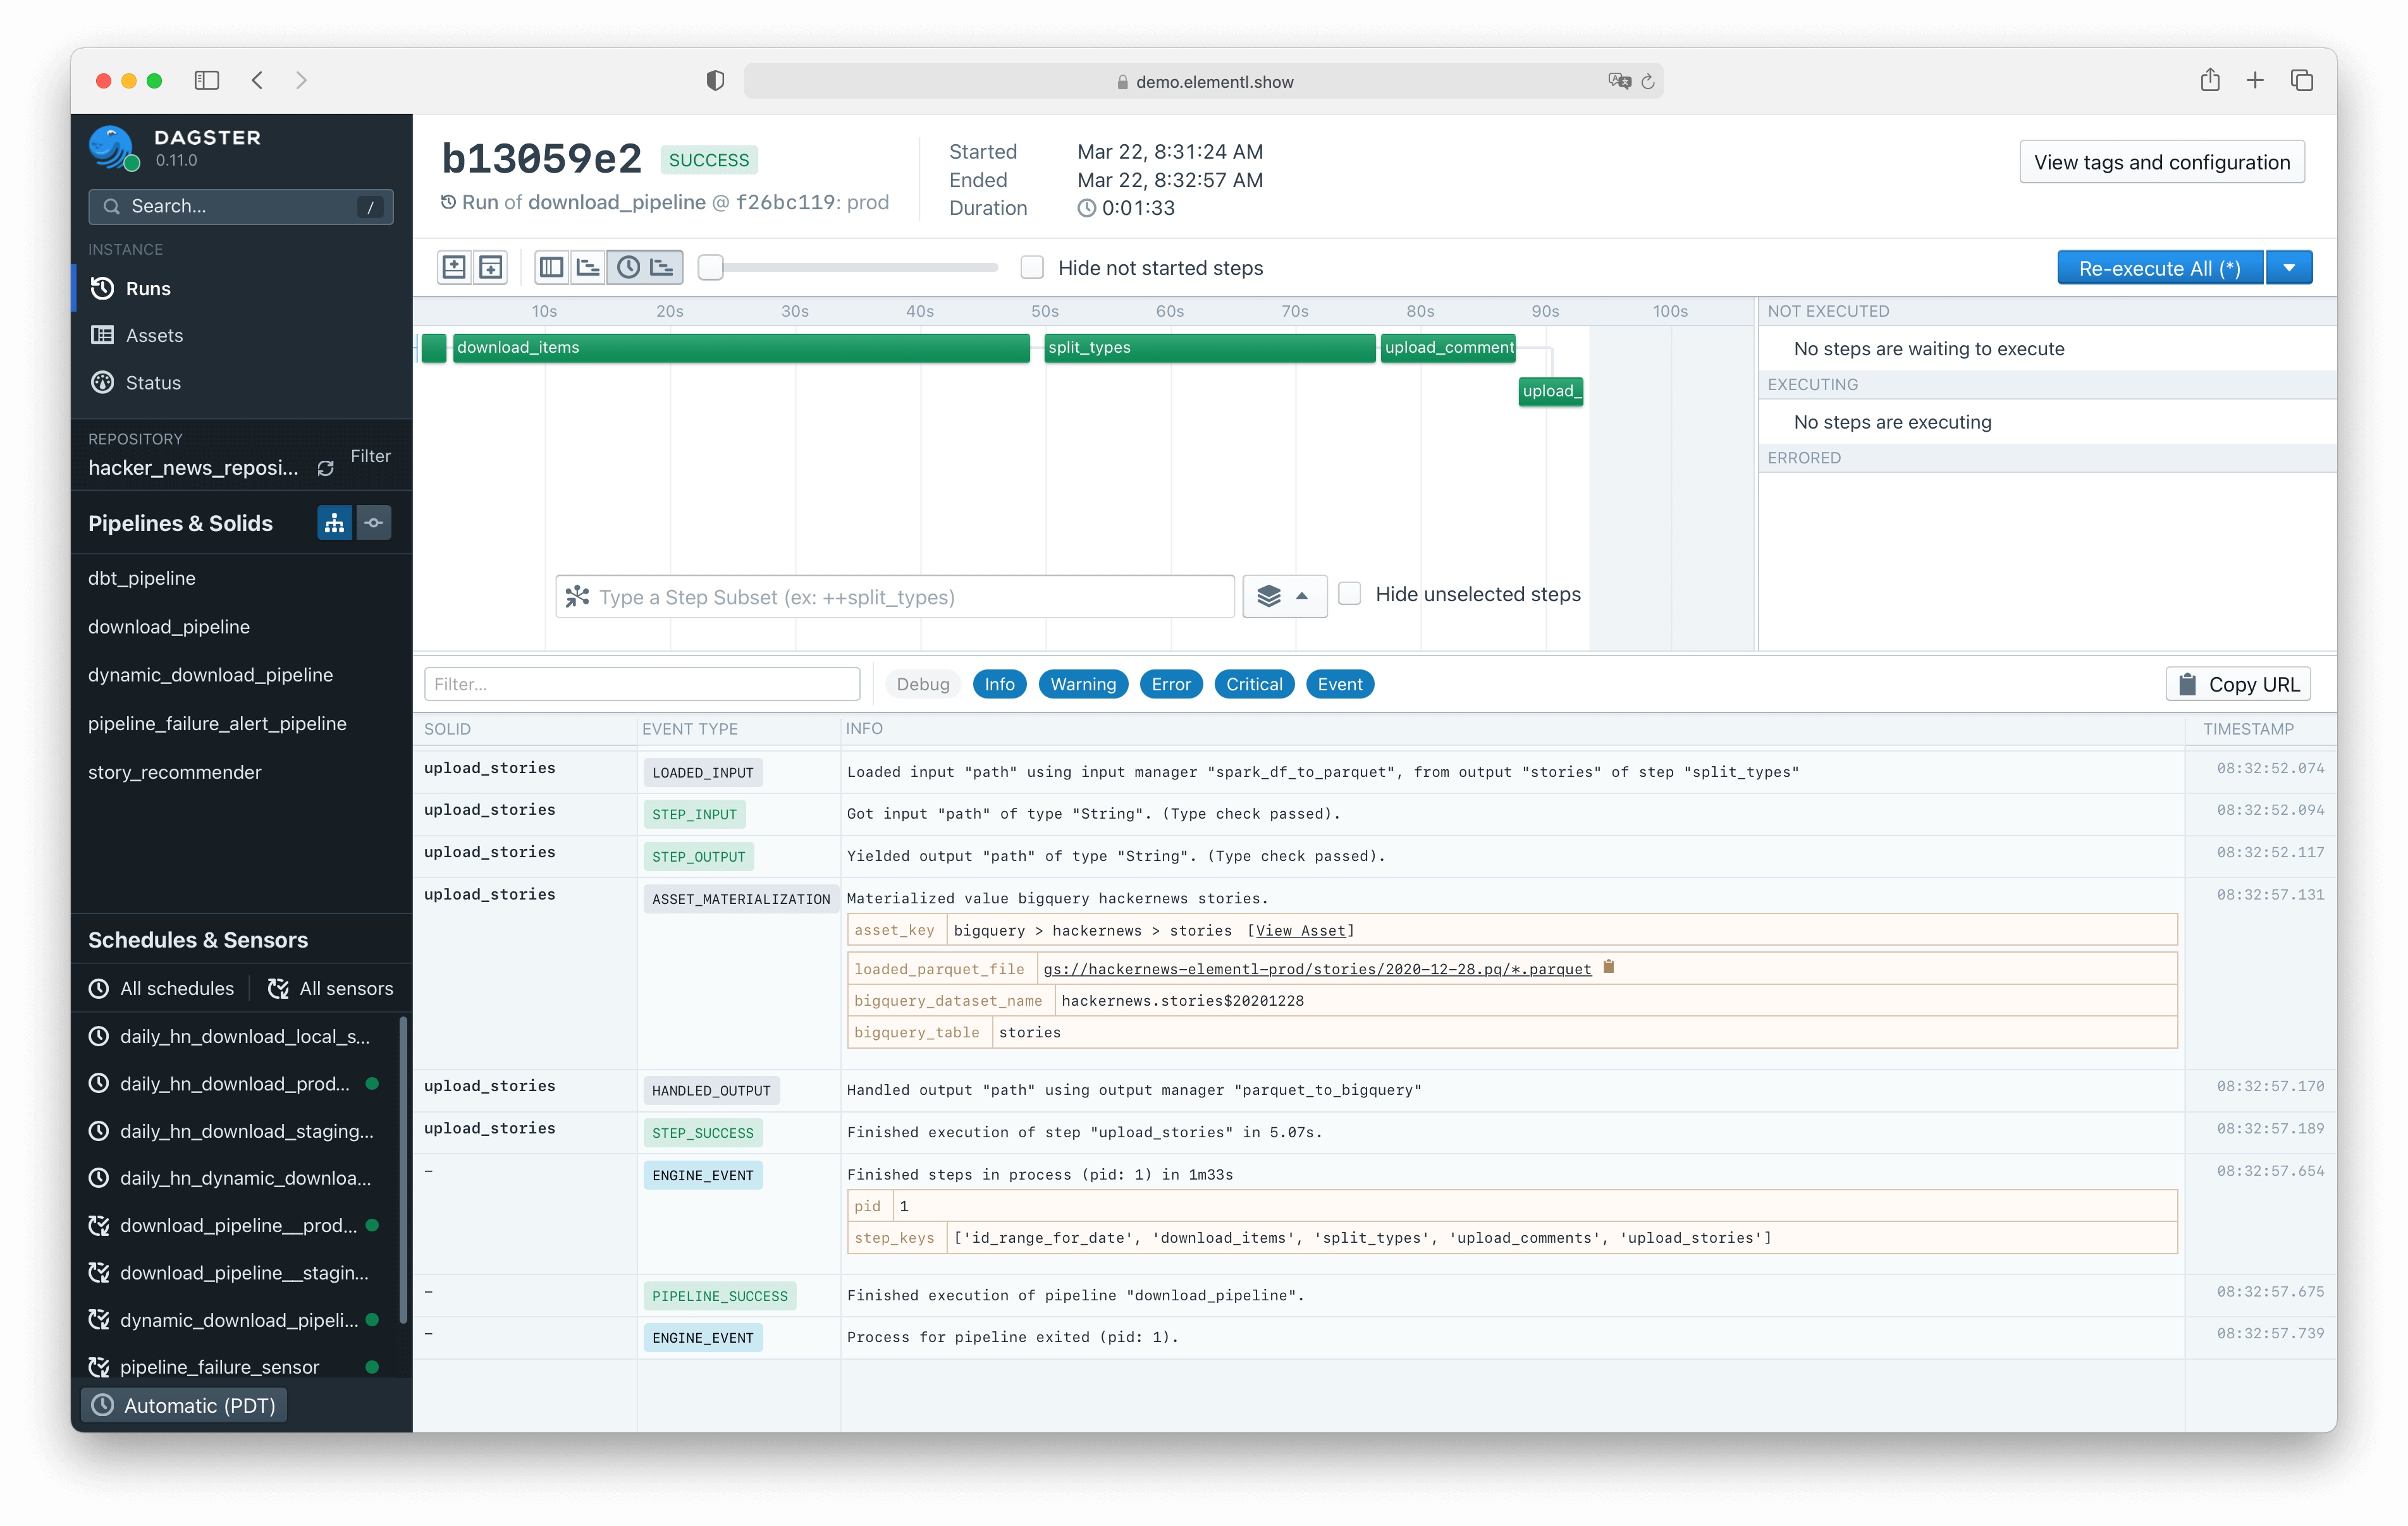 demo.elementl.show
DAGSTER
0.11.0
Search...
/
INSTANCE
Runs
Assets
Status
REPOSITORY
hacker_news_reposi...
Filter
Pipelines & Solids
dbt_pipeline
download_pipeline
dynamic_download_pipeline
pipeline_failure_alert_pipeline
story_recommender
Schedules & Sensors
All schedules
All sensors
daily_hn_download_local_s...
daily_hn_download_prod...
daily_hn_download_staging...
daily_hn_dynamic_downloa...
download_pipeline__prod...
download_pipeline__stagin...
dynamic_download_pipeli...
pipeline_failure_sensor
Automatic (PDT)
b13059e2 SUCCESS
Run of download_pipeline @ f26bc119: prod
Started Mar 22, 8:31:24 AM
Ended Mar 22, 8:32:57 AM
Duration 0:01:33
View tags and configuration
Hide not started steps
Re-execute All (*)
10s 20s 30s 40s 50s 60s 70s 80s 90s 100s
download_items split_types upload_comment
upload_
NOT EXECUTED
No steps are waiting to execute
EXECUTING
No steps are executing
ERRORED
Type a Step Subset (ex: ++split_types)
Hide unselected steps
Filter... Debug Info Warning Error Critical Event Copy URL
SOLID EVENT TYPE INFO TIMESTAMP
upload_stories LOADED_INPUT Loaded input "path" using input manager "spark_df_to_parquet", from output "stories" of step "split_types" 08:32:52.074
upload_stories STEP_INPUT Got input "path" of type "String". (Type check passed). 08:32:52.094
upload_stories STEP_OUTPUT Yielded output "path" of type "String". (Type check passed). 08:32:52.117
upload_stories ASSET_MATERIALIZATION Materialized value bigquery hackernews stories. 08:32:57.131
asset_key bigquery > hackernews > stories [View Asset]
loaded_parquet_file gs://hackernews-elementl-prod/stories/2020-12-28.pq/*.parquet
bigquery_dataset_name hackernews.stories$20201228
bigquery_table stories
upload_stories HANDLED_OUTPUT Handled output "path" using output manager "parquet_to_bigquery" 08:32:57.170
upload_stories STEP_SUCCESS Finished execution of step "upload_stories" in 5.07s. 08:32:57.189
– ENGINE_EVENT Finished steps in process (pid: 1) in 1m33s 08:32:57.654
pid 1
step_keys ['id_range_for_date', 'download_items', 'split_types', 'upload_comments', 'upload_stories']
– PIPELINE_SUCCESS Finished execution of pipeline "download_pipeline". 08:32:57.675
– ENGINE_EVENT Process for pipeline exited (pid: 1). 08:32:57.739